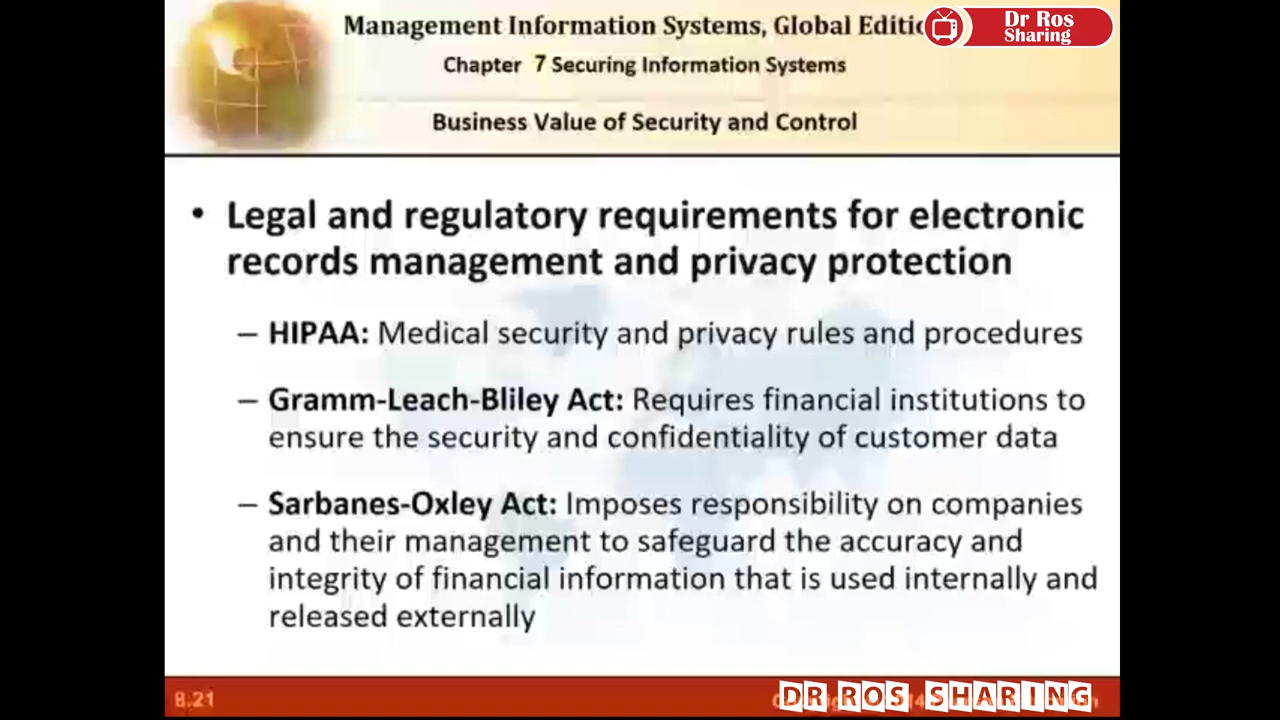 Management Information Systems, Global
Dr Ros
Sharing
Chapter 7 Securing Information Systems
Business Value of Security and Control
• Legal and regulatory requirements for electronic
records management and privacy protection
– HIPAA: Medical security and privacy rules and procedures
– Gramm-Leach-Bliley Act: Requires financial institutions to
ensure the security and confidentiality of customer data
– Sarbanes-Oxley Act: Imposes responsibility on companies
and their management to safeguard the accuracy and
integrity of financial information that is used internally and
released externally
8.21
DR ROS SHARING